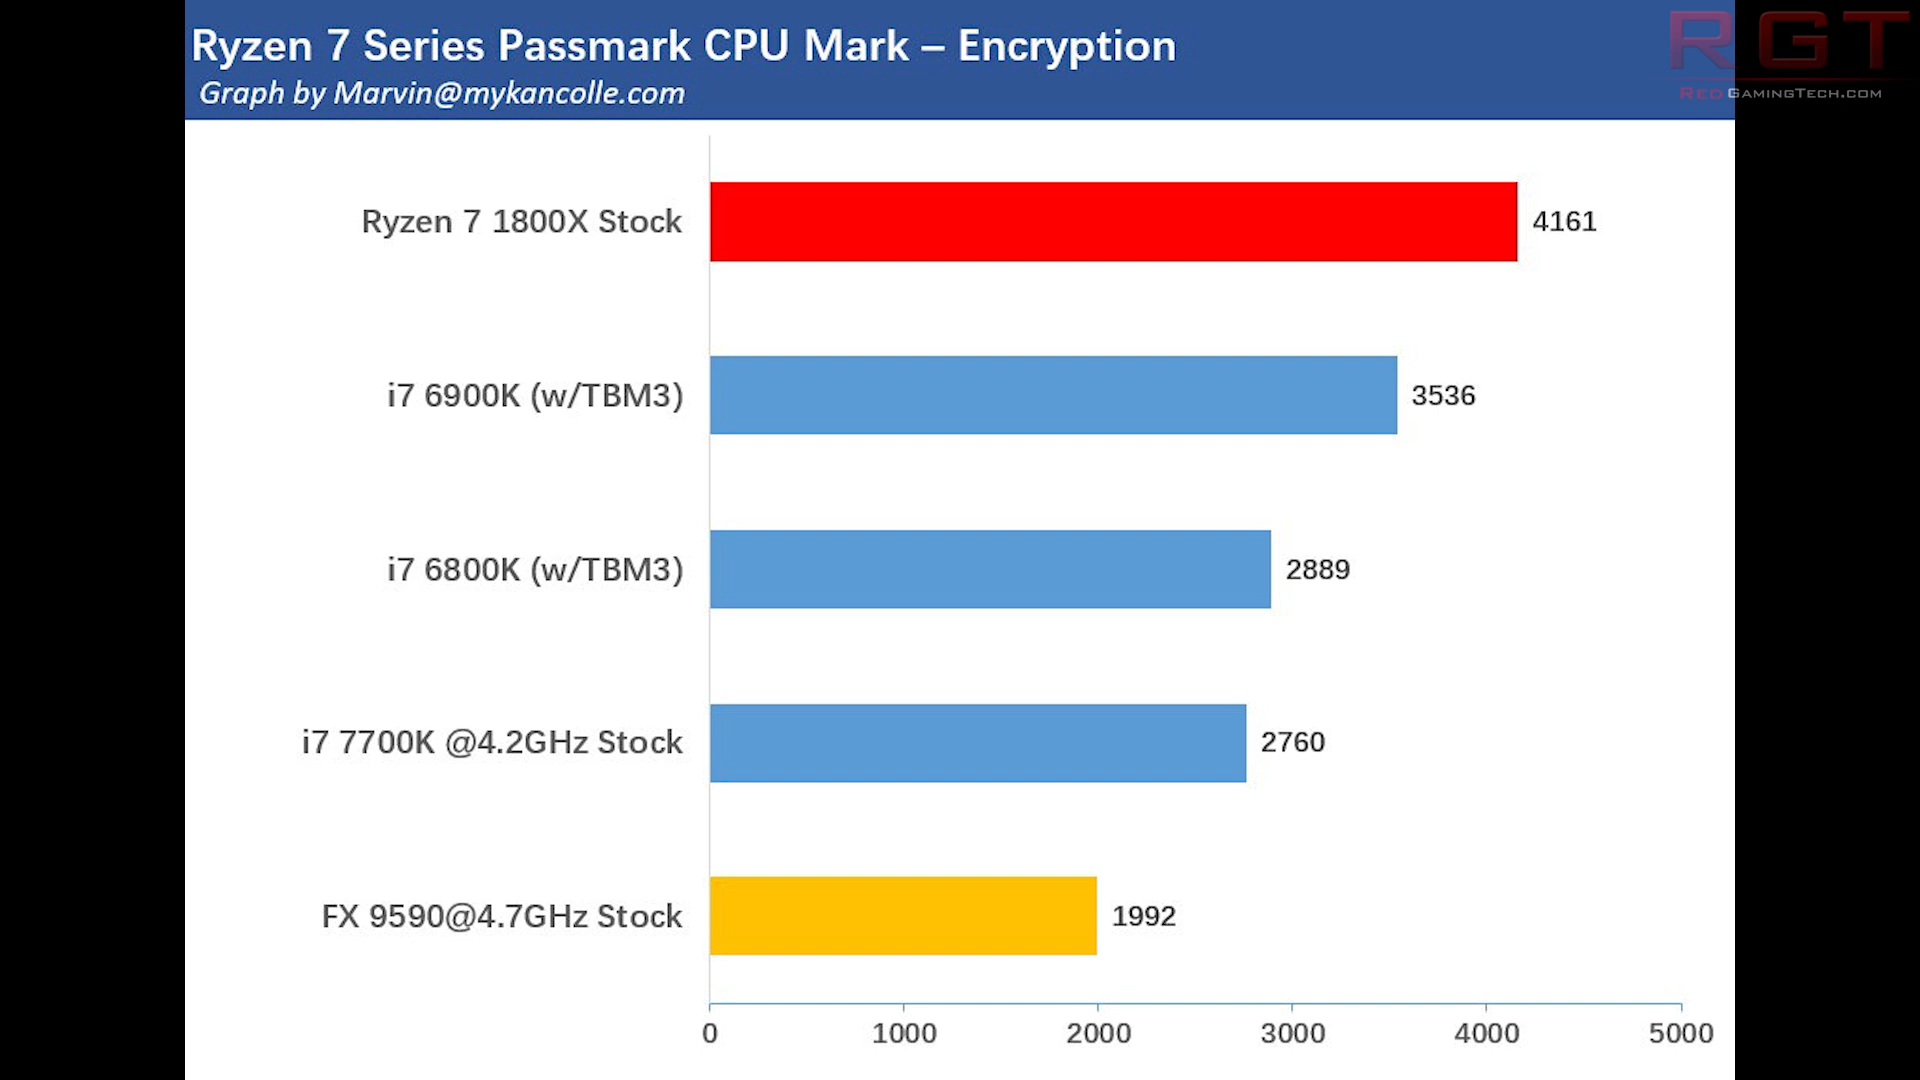 Ryzen 7 Series Passmark CPU Mark – Encryption
Graph by Marvin@mykancolle.com
RGT
RedGamingTech.com
Ryzen 7 1800X Stock 4161
i7 6900K (w/TBM3) 3536
i7 6800K (w/TBM3) 2889
i7 7700K @4.2GHz Stock 2760
FX 9590@4.7GHz Stock 1992
0 1000 2000 3000 4000 5000